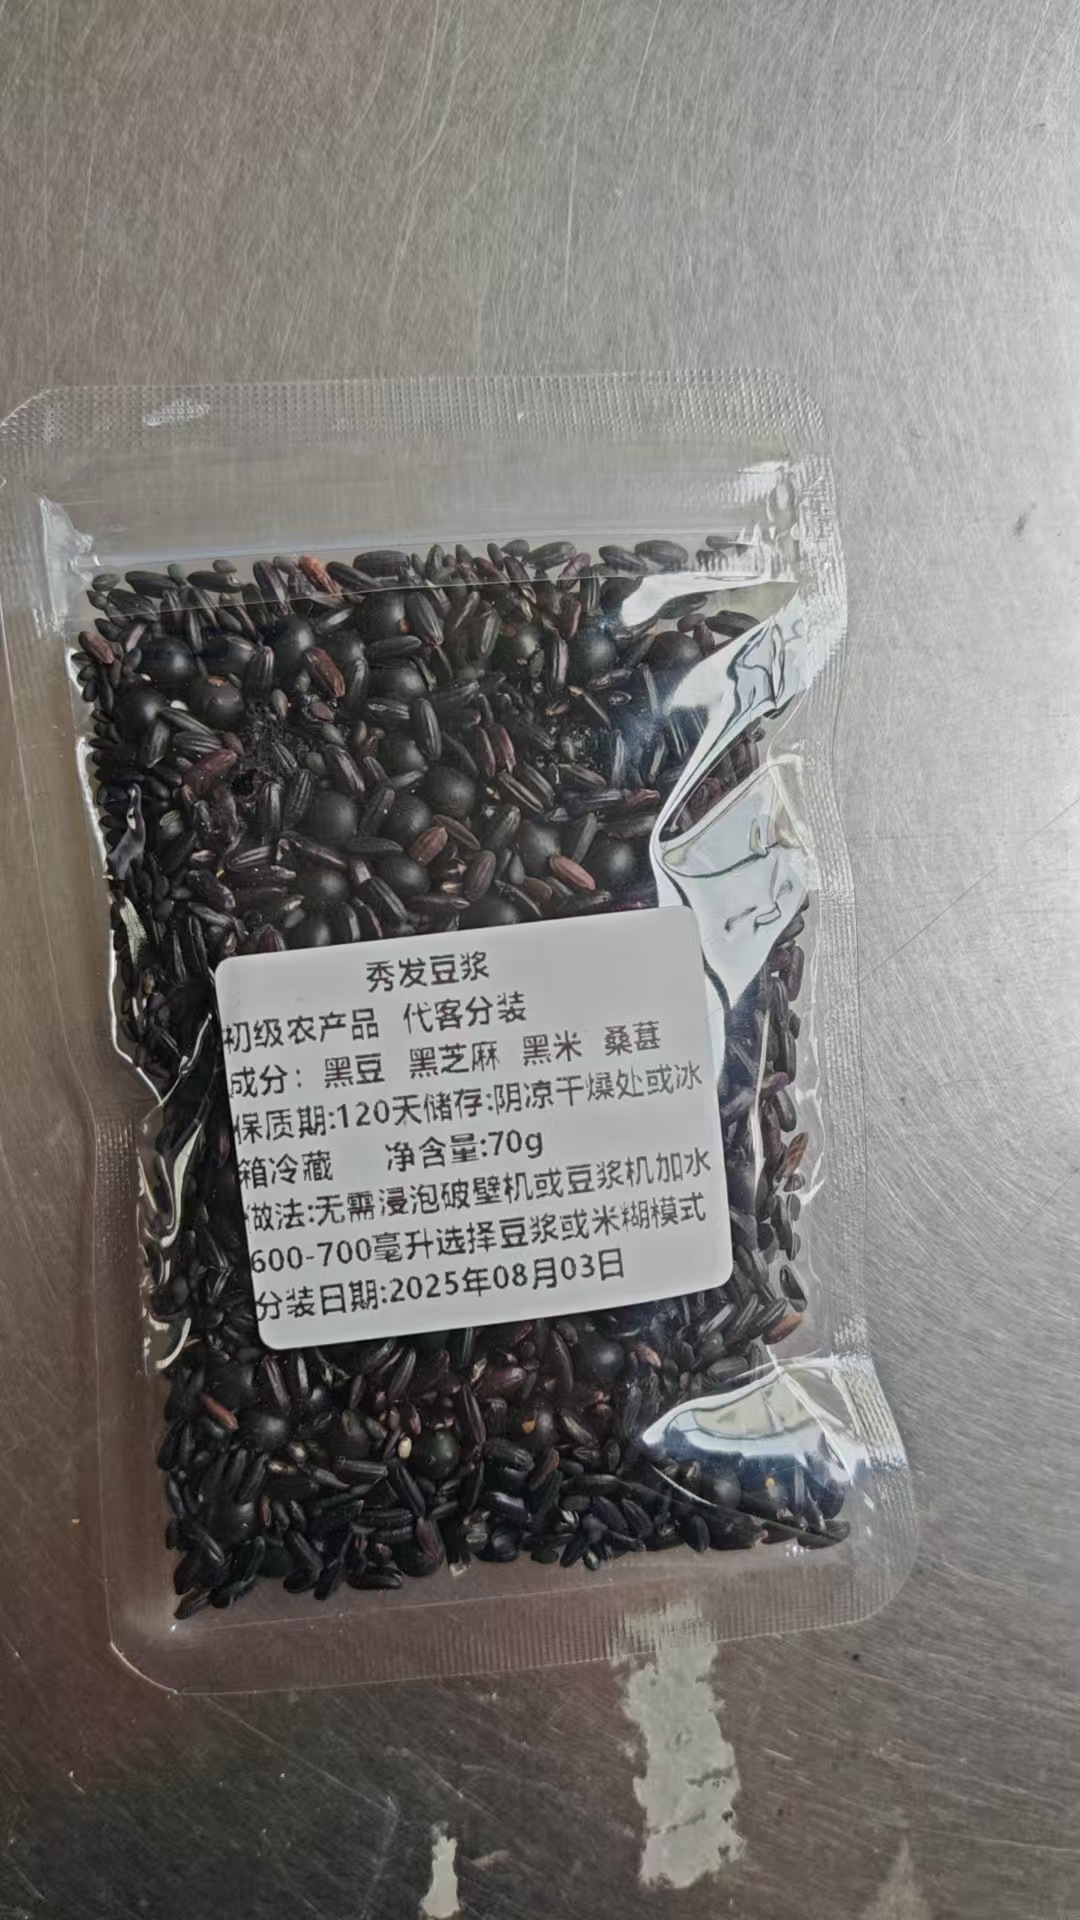 秀发豆浆
初级农产品 代客分装
成分：黑豆 黑芝麻 黑米 桑葚
保质期:120天储存:阴凉干燥处或冰
箱冷藏 净含量:70g
做法:无需浸泡破壁机或豆浆机加水
600-700毫升选择豆浆或米糊模式
分装日期:2025年08月03日